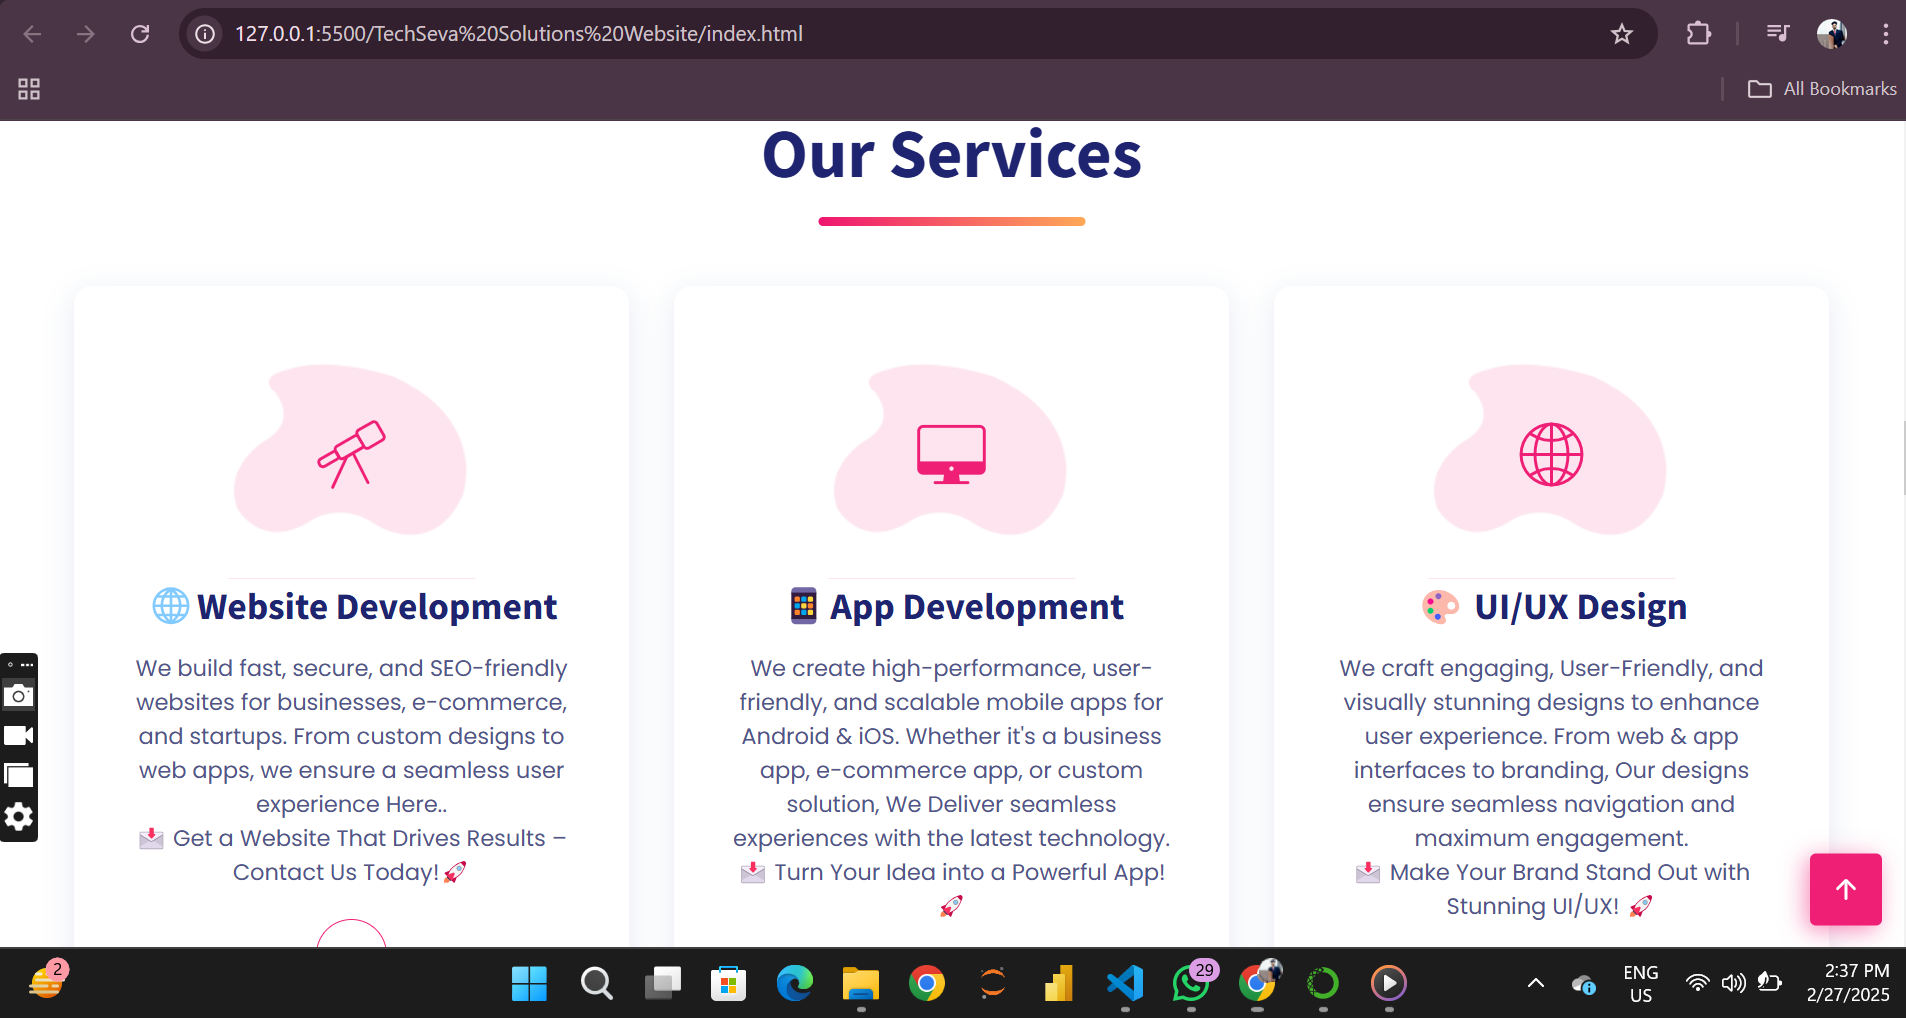 127.0.0.1:5500/TechSeva%20Solutions%20Website/index.html
All Bookmarks
Our Services
Website Development
We build fast, secure, and SEO-friendly
websites for businesses, e-commerce,
and startups. From custom designs to
web apps, we ensure a seamless user
experience Here..
📩 Get a Website That Drives Results –
Contact Us Today!🚀
App Development
We create high-performance, user-
friendly, and scalable mobile apps for
Android & iOS. Whether it's a business
app, e-commerce app, or custom
solution, We Deliver seamless
experiences with the latest technology.
📩 Turn Your Idea into a Powerful App!
🚀
UI/UX Design
We craft engaging, User-Friendly, and
visually stunning designs to enhance
user experience. From web & app
interfaces to branding, Our designs
ensure seamless navigation and
maximum engagement.
📩 Make Your Brand Stand Out with
Stunning UI/UX! 🚀
2
29
ENG
US
2:37 PM
2/27/2025